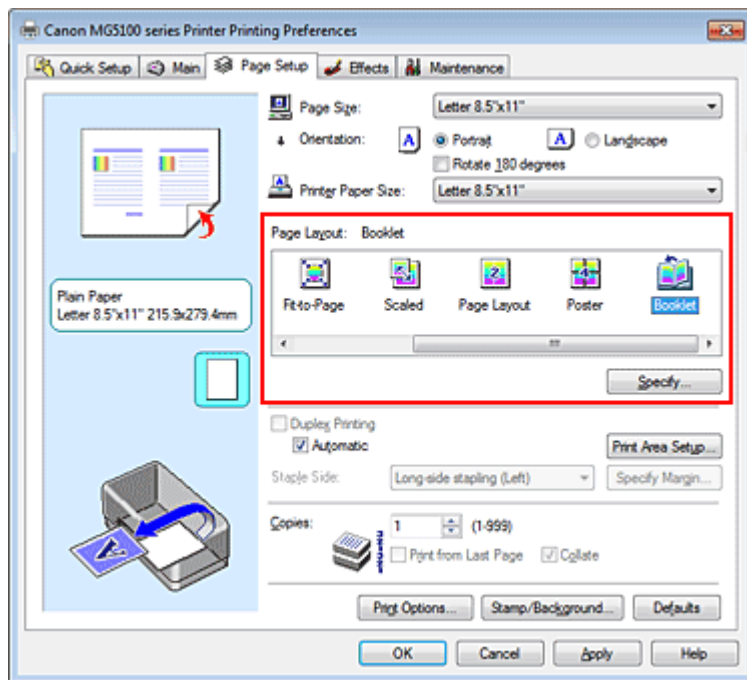 Canon MG5100 series Printer Printing Preferences
Quick Setup Main Page Setup Effects Maintenance
Page Size: Letter 8.5"x11"
Orientation: A Portrait A Landscape
Rotate 180 degrees
Printer Paper Size: Letter 8.5"x11"
Page Layout: Booklet
Fit-to-Page Scaled Page Layout Poster Booklet
Specify...
Plain Paper
Letter 8.5"x11" 215.9x279.4mm
Duplex Printing
Automatic
Print Area Setup...
Staple Side: Long-side stapling (Left) Specify Margin...
Copies: 1 (1-999)
Print from Last Page Collate
Print Options... Stamp/Background... Defaults
OK Cancel Apply Help